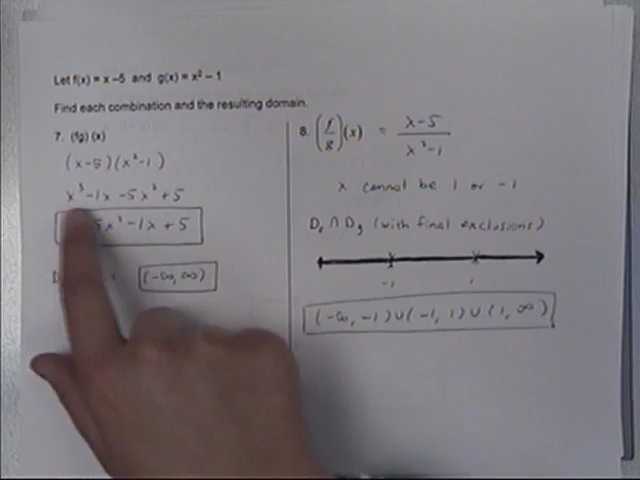 Let f(x) = x –5 and g(x) = x² – 1
Find each combination and the resulting domain.
7. (fg) (x)
(x-5)(x²-1)
x³-1x-5x²+5
5x²-1x+5
D
= (-∞, ∞)
8. (f/g)(x) = x-5 / x²-1
x cannot be 1 or -1
D_f ∩ D_g (with final exclusions)
-1 1
(-∞, -1)∪(-1, 1)∪(1, ∞)